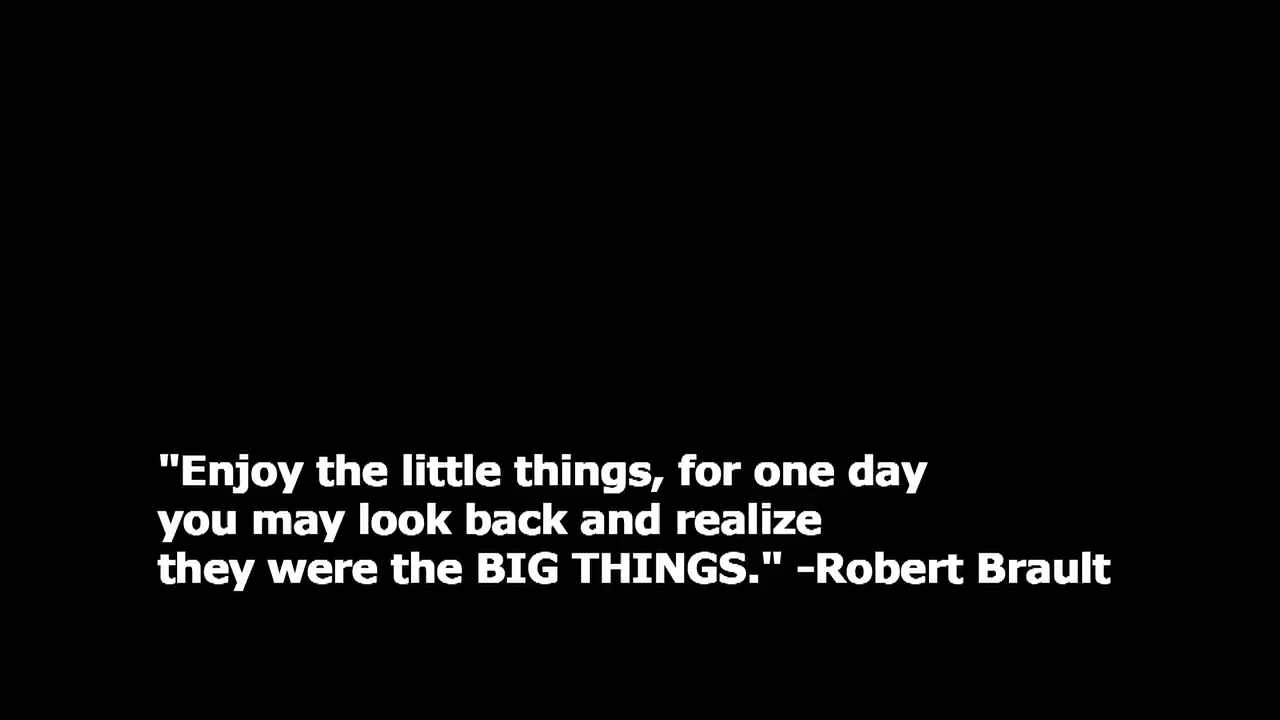 "Enjoy the little things, for one day
you may look back and realize
they were the BIG THINGS." -Robert Brault